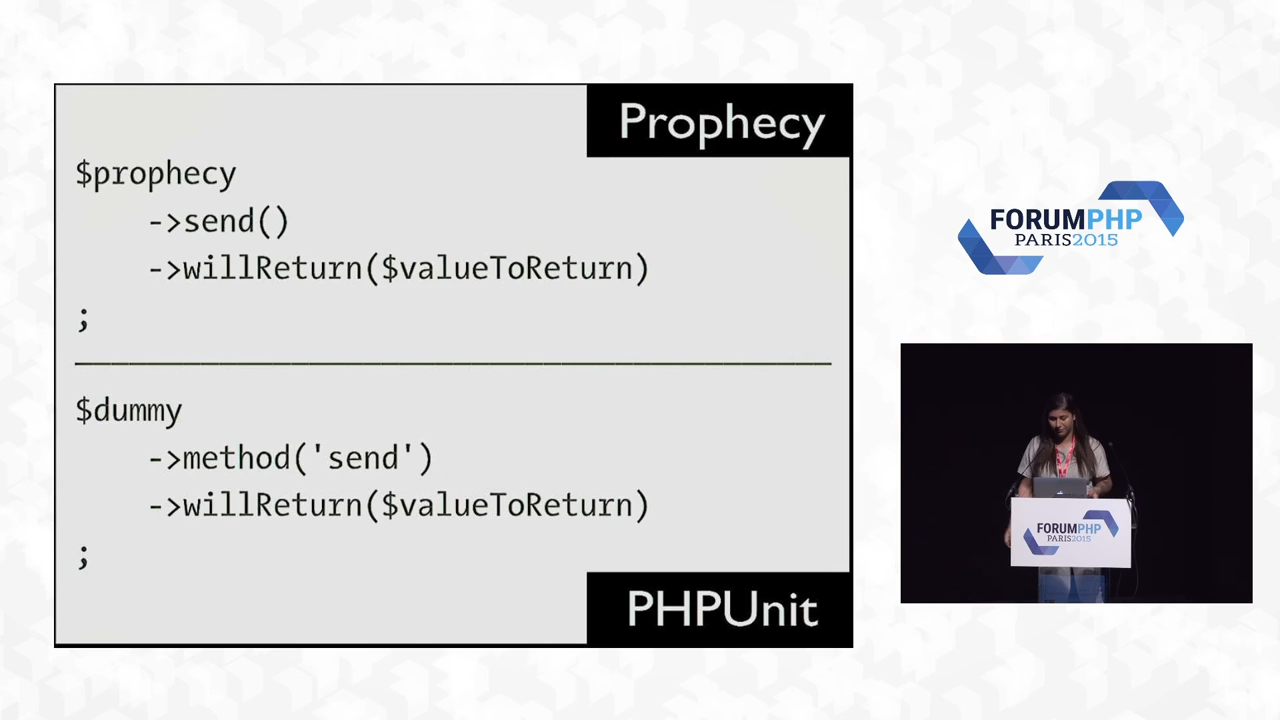 Prophecy
$prophecy
->send()
->willReturn($valueToReturn)
;
$dummy
->method('send')
->willReturn($valueToReturn)
;
PHPUnit
FORUMPHP
PARIS2015
FORUMPHP
PARIS2015